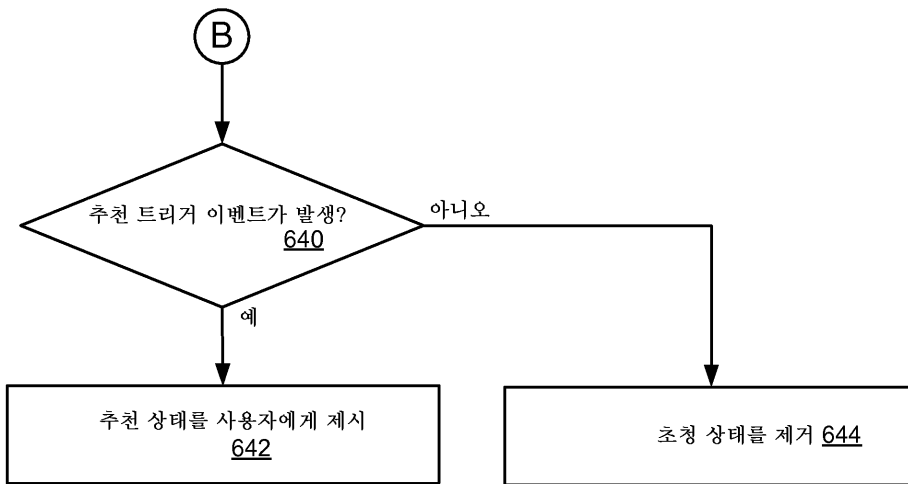 B
추천 트리거 이벤트가 발생?
640
아니오
예
추천 상태를 사용자에게 제시
642
초청 상태를 제거 644